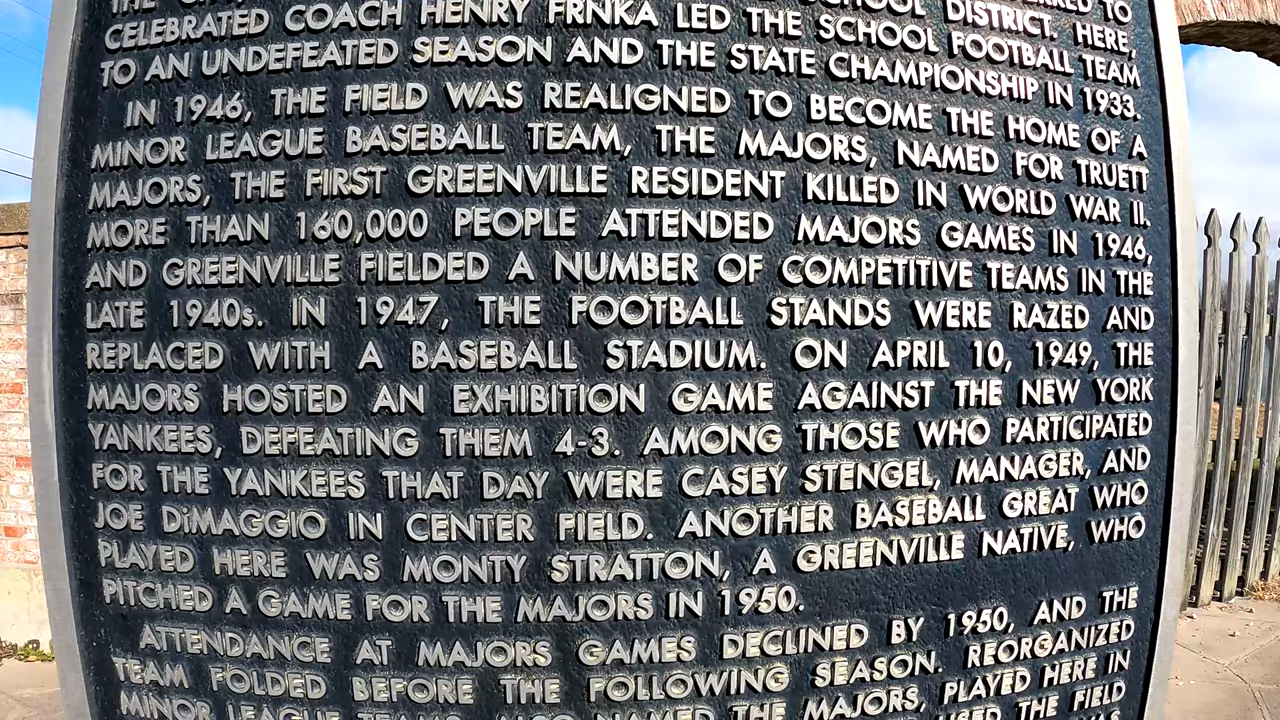 THE SCHOOL DISTRICT. HERE,
CELEBRATED COACH HENRY FRNKA LED THE SCHOOL FOOTBALL TEAM
TO AN UNDEFEATED SEASON AND THE STATE CHAMPIONSHIP IN 1933.
IN 1946, THE FIELD WAS REALIGNED TO BECOME THE HOME OF A
MINOR LEAGUE BASEBALL TEAM, THE MAJORS, NAMED FOR TRUETT
MAJORS, THE FIRST GREENVILLE RESIDENT KILLED IN WORLD WAR II.
MORE THAN 160,000 PEOPLE ATTENDED MAJORS GAMES IN 1946,
AND GREENVILLE FIELDED A NUMBER OF COMPETITIVE TEAMS IN THE
LATE 1940s. IN 1947, THE FOOTBALL STANDS WERE RAZED AND
REPLACED WITH A BASEBALL STADIUM. ON APRIL 10, 1949, THE
MAJORS HOSTED AN EXHIBITION GAME AGAINST THE NEW YORK
YANKEES, DEFEATING THEM 4-3. AMONG THOSE WHO PARTICIPATED
FOR THE YANKEES THAT DAY WERE CASEY STENGEL, MANAGER, AND
JOE DiMAGGIO IN CENTER FIELD. ANOTHER BASEBALL GREAT WHO
PLAYED HERE WAS MONTY STRATTON, A GREENVILLE NATIVE, WHO
PITCHED A GAME FOR THE MAJORS IN 1950.
ATTENDANCE AT MAJORS GAMES DECLINED BY 1950, AND THE
TEAM FOLDED BEFORE THE FOLLOWING SEASON. REORGANIZED
MINOR LEAGUE TEAMS, ALSO NAMED THE MAJORS, PLAYED HERE IN
USED THE FIELD